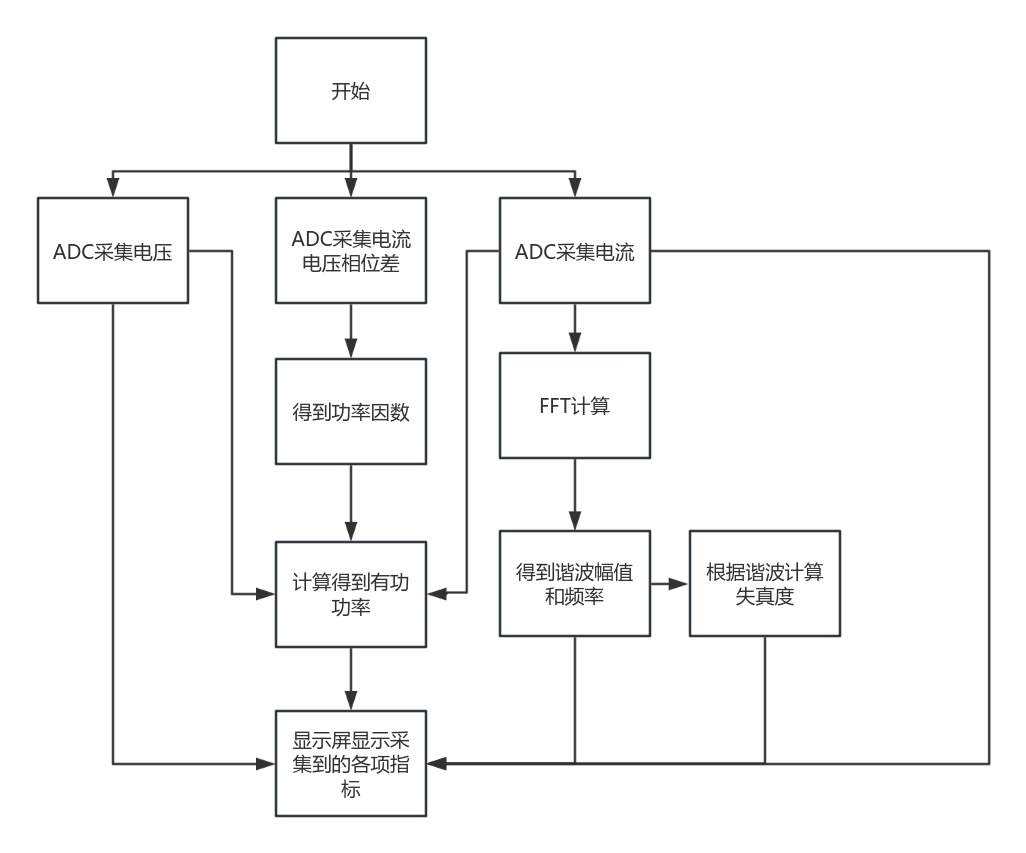 开始
ADC采集电压
ADC采集电流
电压相位差
ADC采集电流
得到功率因数
FFT计算
计算得到有功
功率
得到谐波幅值
和频率
根据谐波计算
失真度
显示屏显示采
集到的各项指
标